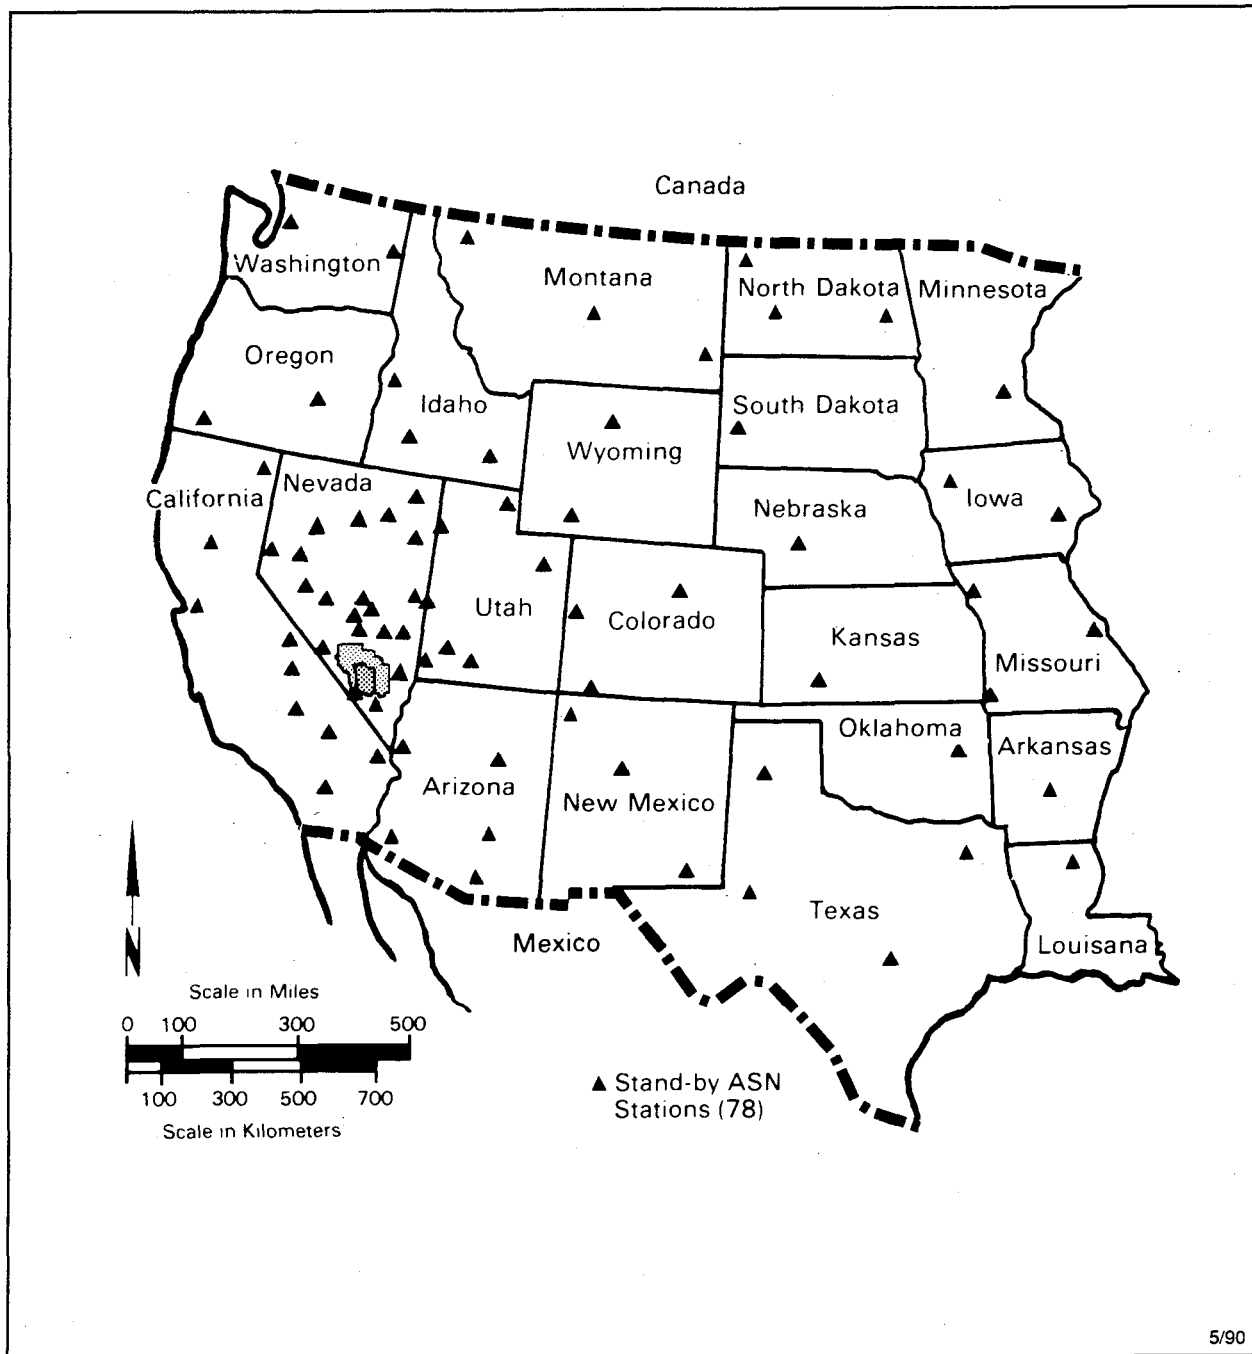 Canada
Washington
Montana
North Dakota
Minnesota
Oregon
Idaho
South Dakota
Wyoming
California
Nevada
Nebraska
Iowa
Utah
Colorado
Kansas
Missouri
Oklahoma
Arkansas
Arizona
New Mexico
Texas
Louisana
Mexico
N
Scale in Miles
0 100 300 500
100 300 500 700
Scale in Kilometers
Stand-by ASN
Stations (78)
5/90